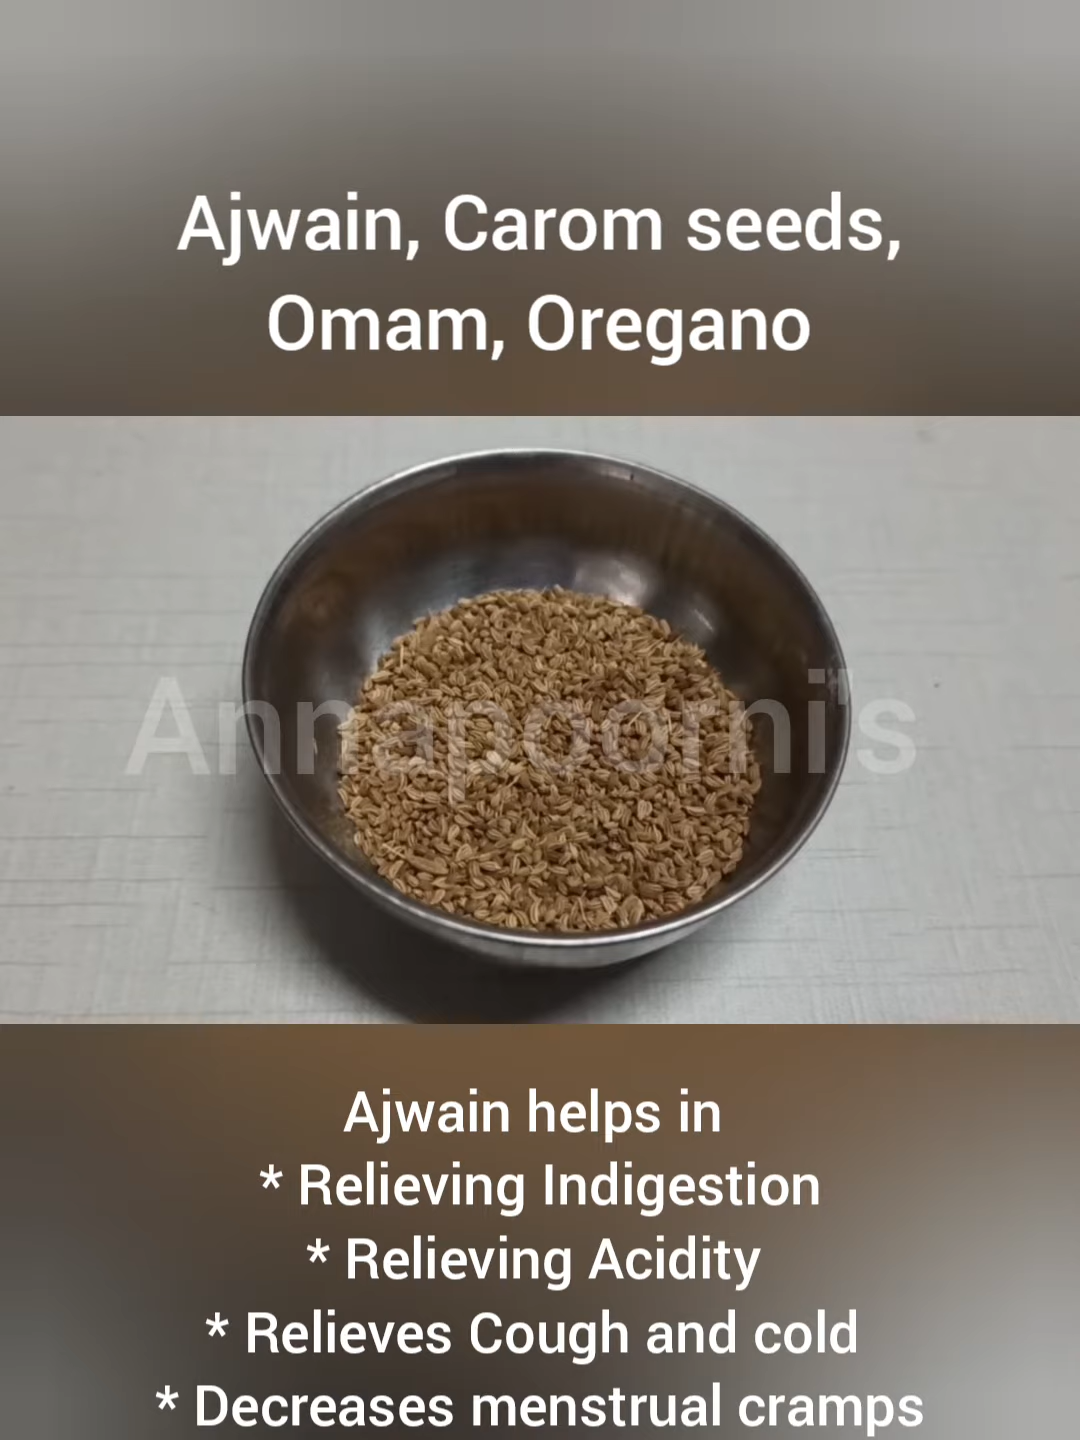 Ajwain, Carom seeds,
Omam, Oregano
Annapoorni's
Ajwain helps in
* Relieving Indigestion
* Relieving Acidity
* Relieves Cough and cold
* Decreases menstrual cramps